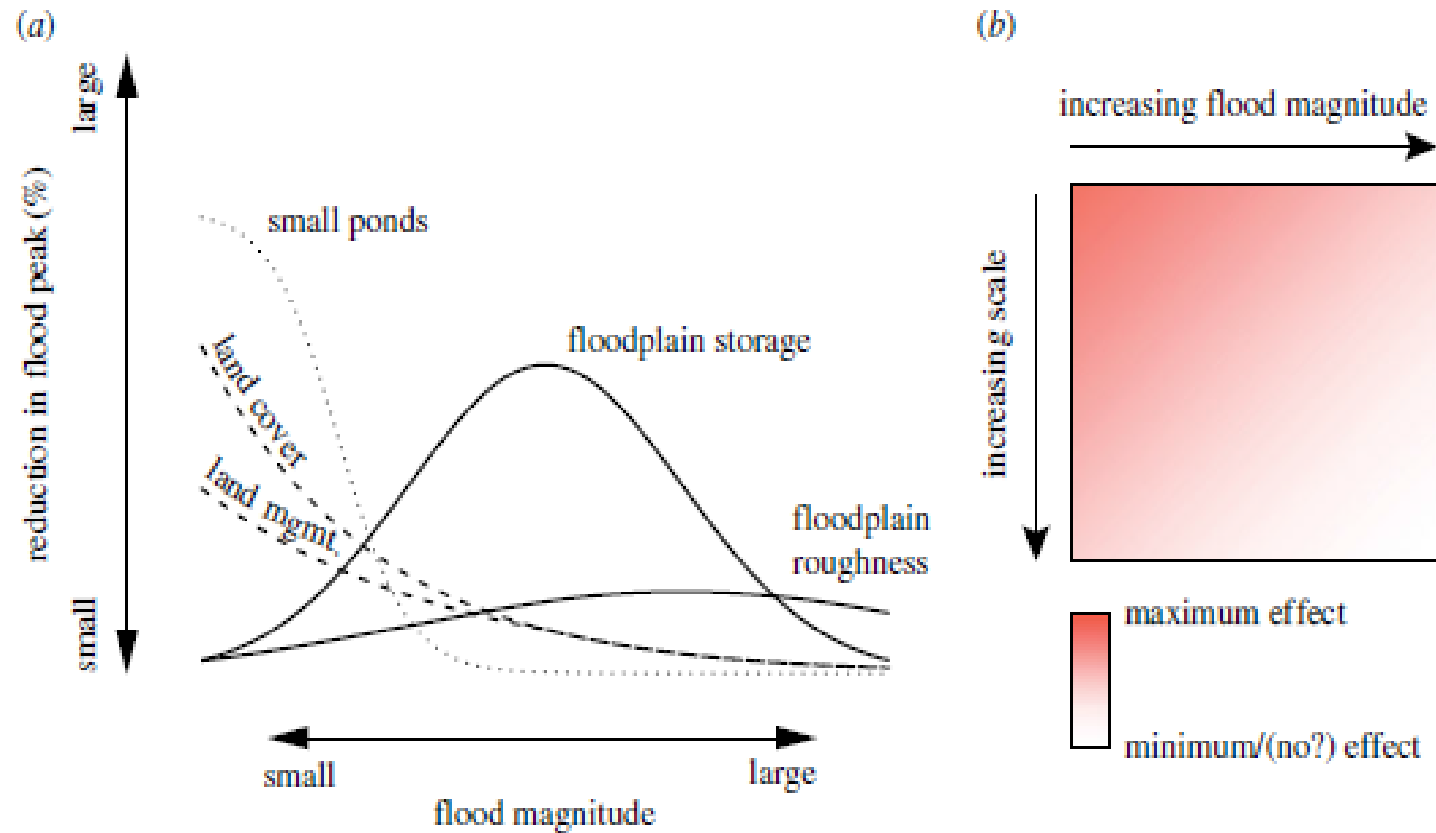 (a)
large
reduction in flood peak (%)
small
small ponds
land cover
land mgmt
floodplain storage
floodplain
roughness
small
large
flood magnitude
(b)
increasing flood magnitude
increasing scale
maximum effect
minimum/(no?) effect